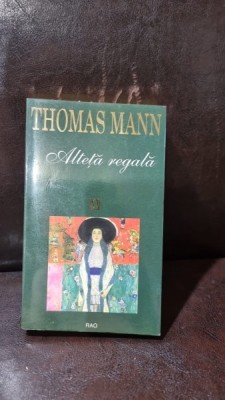 THOMAS MANN
Alteță regală
RAO